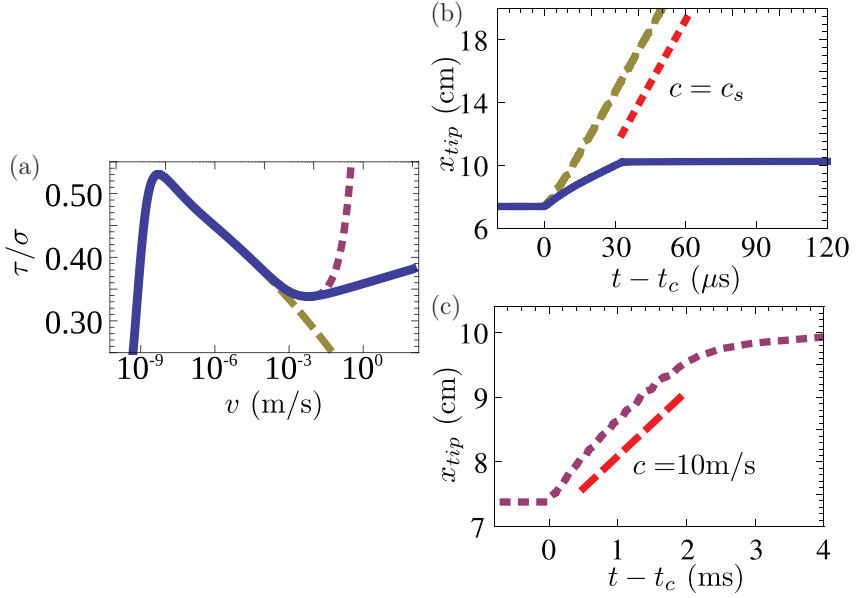 (a)
0.50
0.40
0.30
τ/σ
10⁻⁹ 10⁻⁶ 10⁻³ 10⁰
v (m/s)
(b)
18
14
10
6
x_tip (cm)
c = c_s
0 30 60 90 120
t − t_c (μs)
(c)
10
9
8
7
x_tip (cm)
c = 10m/s
0 1 2 3 4
t − t_c (ms)